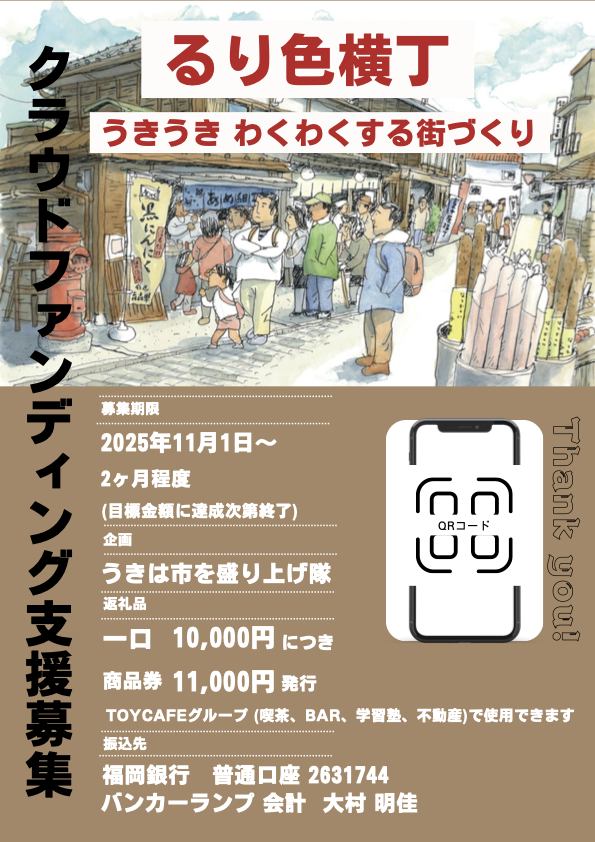 るり色横丁
うきうき わくわくする街づくり
クラウドファンディング支援募集
黒にんにく
募集期限
2025年11月1日〜
2ヶ月程度
(目標金額に達成次第終了)
企画
うきは市を盛り上げ隊
返礼品
一口 10,000円 につき
商品券 11,000円 発行
TOYCAFEグループ (喫茶、BAR、学習塾、不動産)で使用できます
振込先
福岡銀行 普通口座 2631744
バンカーランプ 会計 大村 明佳
QRコード
Thank you!